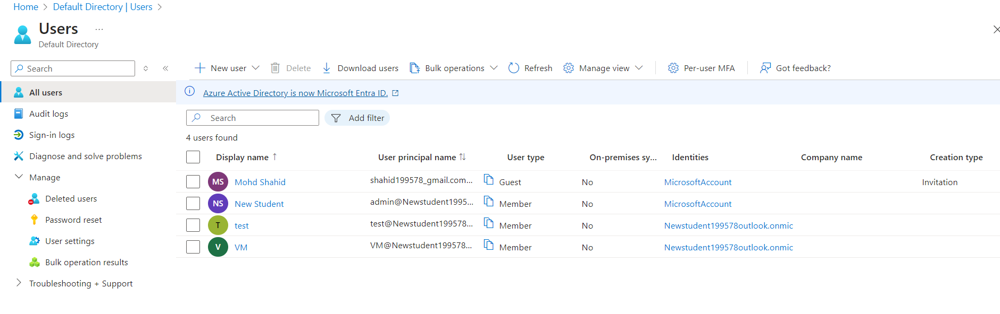 Home > Default Directory | Users >
Users ...
Default Directory
Search
All users
Audit logs
Sign-in logs
Diagnose and solve problems
Manage
Deleted users
Password reset
User settings
Bulk operation results
Troubleshooting + Support
New user Delete Download users Bulk operations Refresh Manage view Per-user MFA Got feedback?
Azure Active Directory is now Microsoft Entra ID.
Search Add filter
4 users found
Display name ↑ User principal name ↑↓ User type On-premises sy... Identities Company name Creation type
MS Mohd Shahid shahid199578_gmail.com... Guest No MicrosoftAccount Invitation
NS New Student admin@Newstudent1995... Member No MicrosoftAccount
T test test@Newstudent199578... Member No Newstudent199578outlook.onmic
V VM VM@Newstudent199578... Member No Newstudent199578outlook.onmic